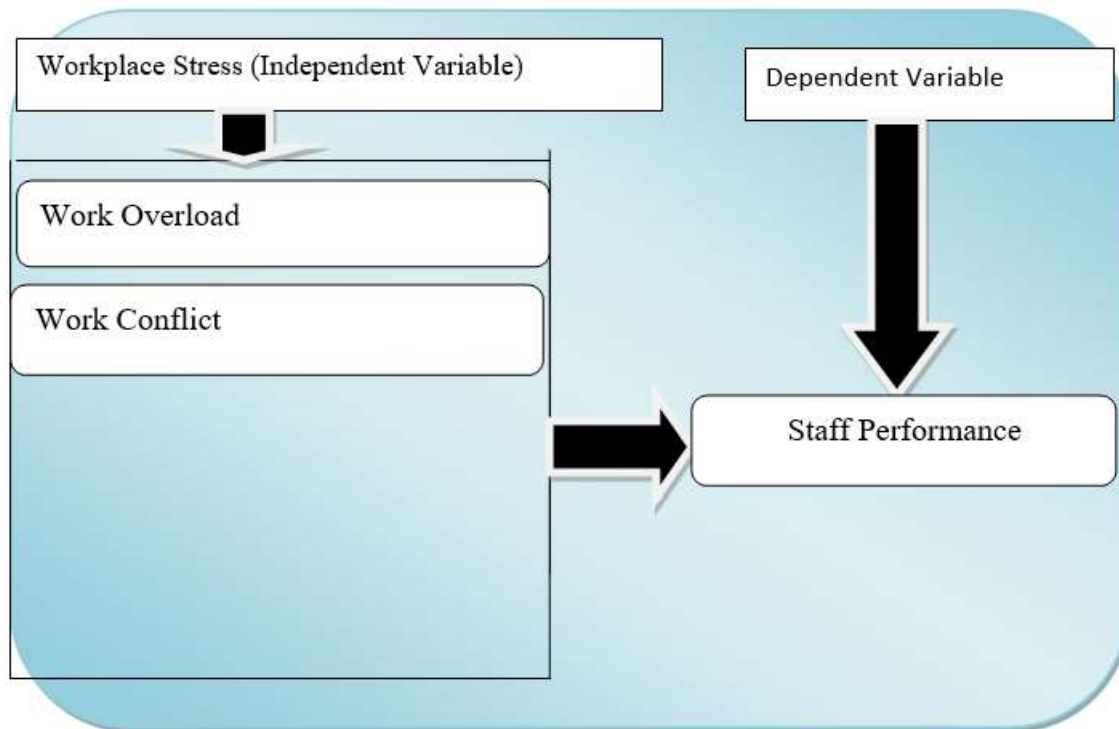 Workplace Stress (Independent Variable)
Dependent Variable
Work Overload
Work Conflict
Staff Performance